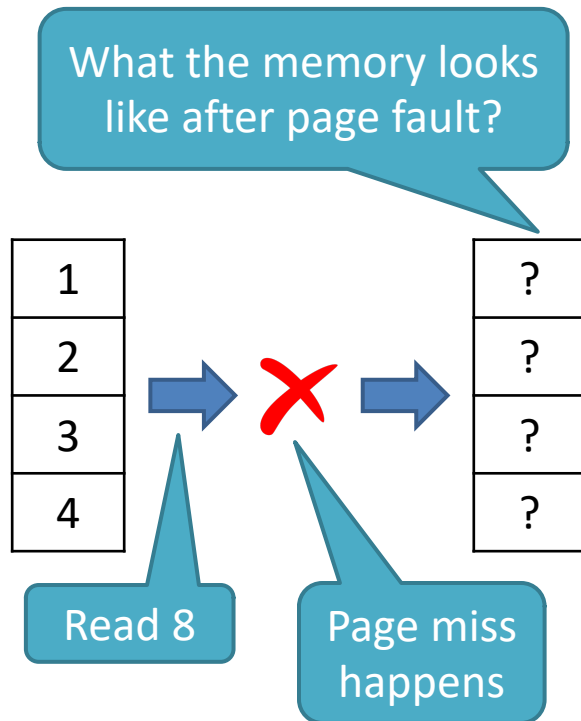 What the memory looks
like after page fault?
1
2
3
4
?
?
?
?
Read 8
Page miss
happens